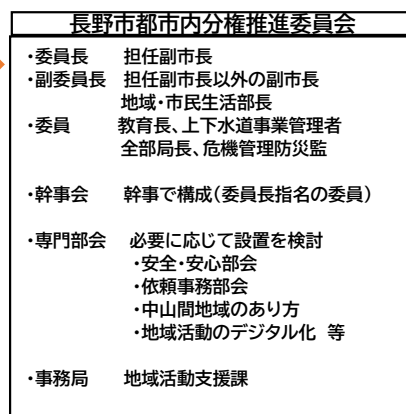 長野市都市内分権推進委員会
・委員長 担任副市長
・副委員長 担任副市長以外の副市長
地域・市民生活部長
・委員 教育長、上下水道事業管理者
全部局長、危機管理防災監
・幹事会 幹事で構成(委員長指名の委員)
・専門部会 必要に応じて設置を検討
・安全・安心部会
・依頼事務部会
・中山間地域のあり方
・地域活動のデジタル化 等
・事務局 地域活動支援課